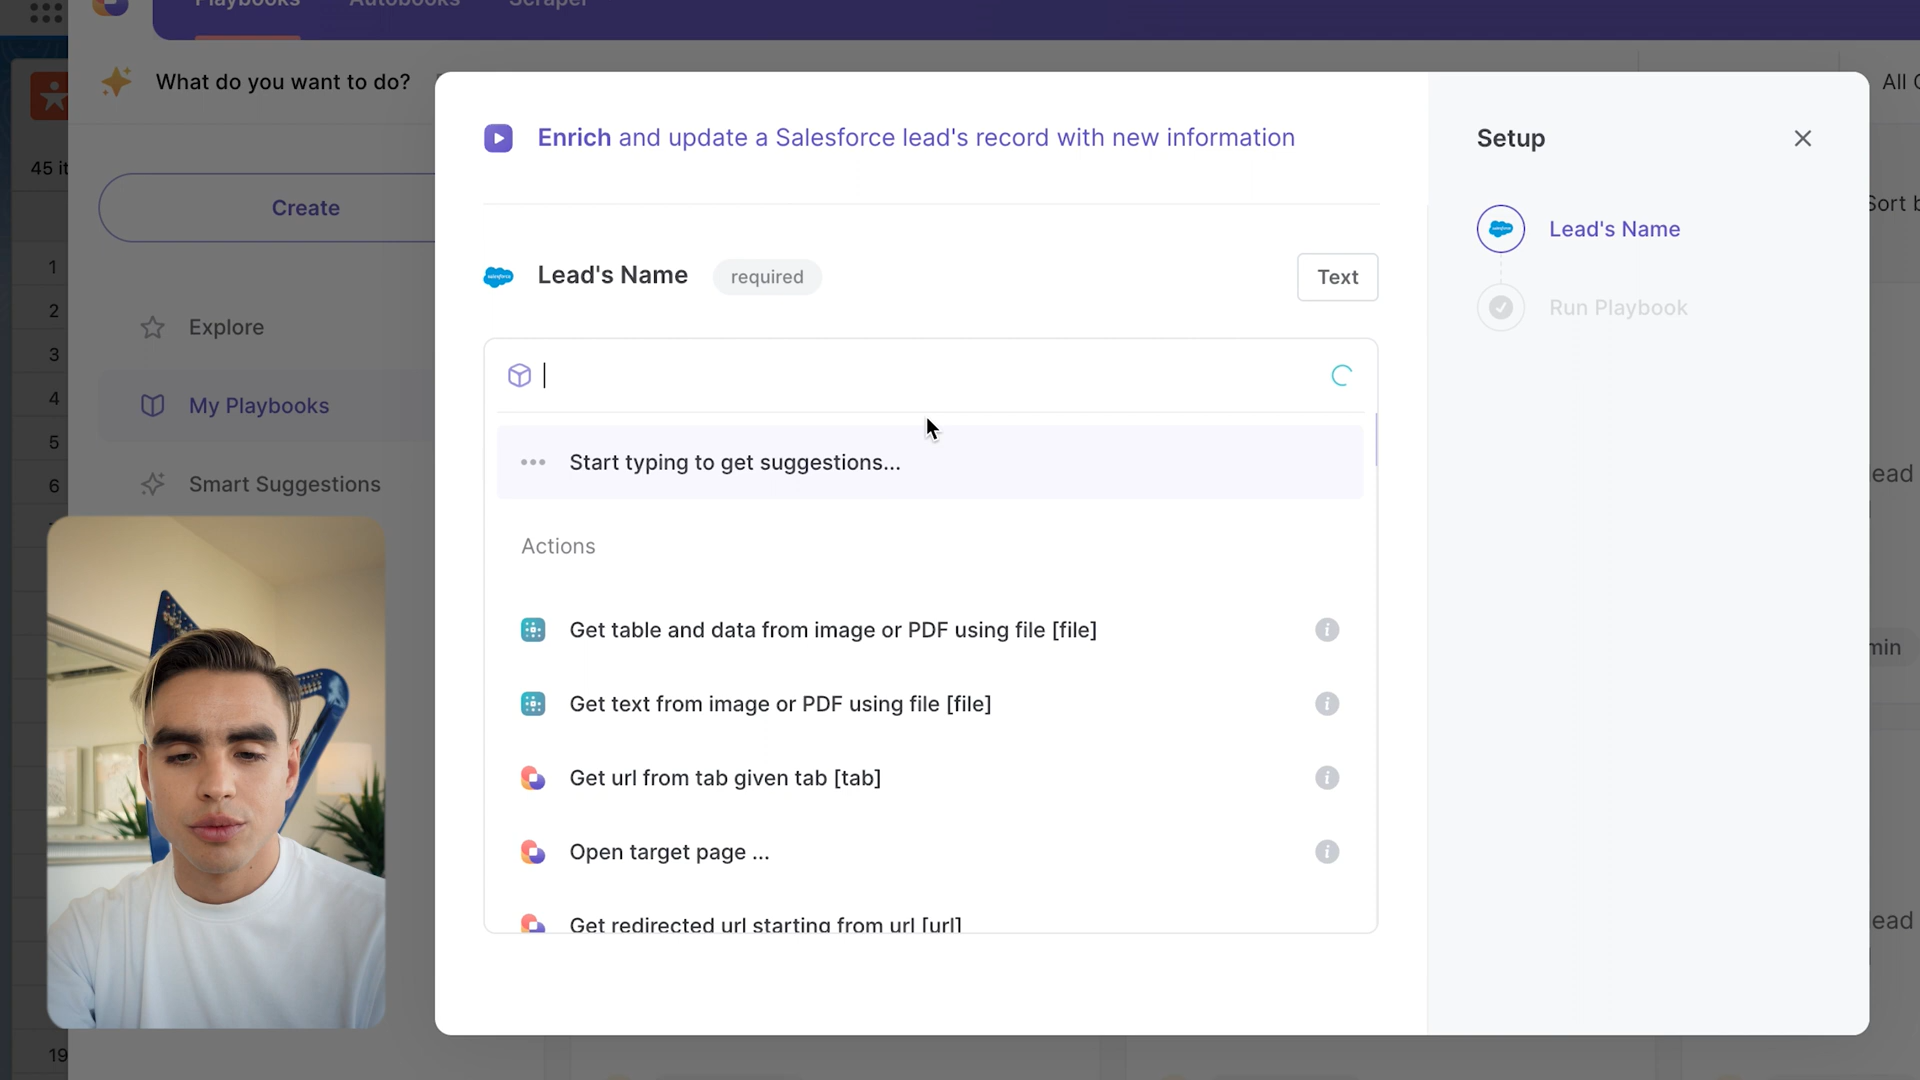 Playbooks
Autobooks
Scraper
What do you want to do?
All
45
Create
Sort
1
2
3
4
5
6
19
Explore
My Playbooks
Smart Suggestions
Enrich and update a Salesforce lead's record with new information
Lead's Name
required
Text
Start typing to get suggestions...
Actions
Get table and data from image or PDF using file [file]
Get text from image or PDF using file [file]
Get url from tab given tab [tab]
Open target page ...
Get redirected url starting from url [url]
Setup
Lead's Name
Run Playbook
ead
min
ead